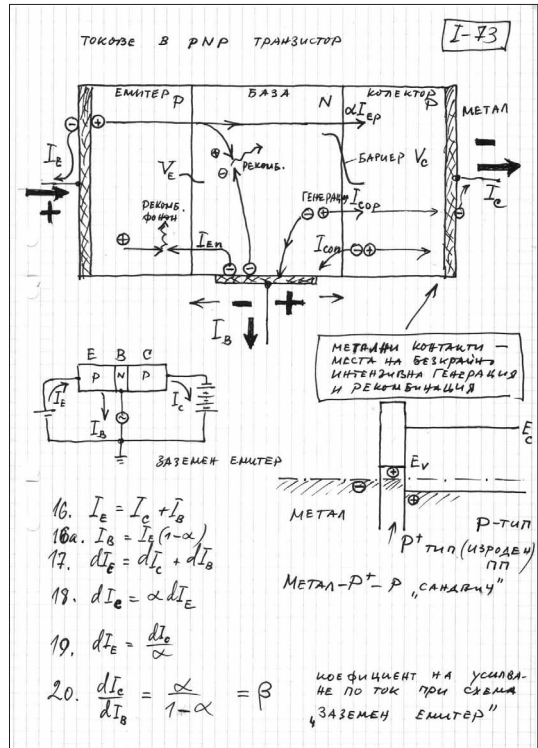 ТОКОВЕ В PNP ТРАНЗИСТОР
I-73
ЕМИТЕР P
БАЗА N
КОЛЕКТОР P
МЕТАЛ
αI_Ep
I_E
V_E
РЕКОМБ.
БАРИЕР V_C
I_C
РЕКОМБ.
ФОНОН
I_En
ГЕНЕРАЦИЯ
I_cop
I_con
I_B
МЕТАЛНИ КОНТАКТИ –
МЕСТА НА БЕЗКРАЙНО
ИНТЕНЗИВНА ГЕНЕРАЦИЯ
И РЕКОМБИНАЦИЯ
E B C
P N P
I_E
I_B
I_C
ЗАЗЕМЕН ЕМИТЕР
E_C
E_V
МЕТАЛ
P-ТИП
P⁺ ТИП (ИЗРОДЕН
ПП)
МЕТАЛ–P⁺–P „САНДВИЧ"
16. I_E = I_C + I_B
16а. I_B = I_E(1-α)
17. dI_E = dI_C + dI_B
18. dI_C = α dI_E
19. dI_E = dI_C / α
20. dI_C / dI_B = α / (1-α) = β
КОЕФИЦИЕНТ НА УСИЛВА-
НЕ ПО ТОК ПРИ СХЕМА
„ЗАЗЕМЕН ЕМИТЕР"